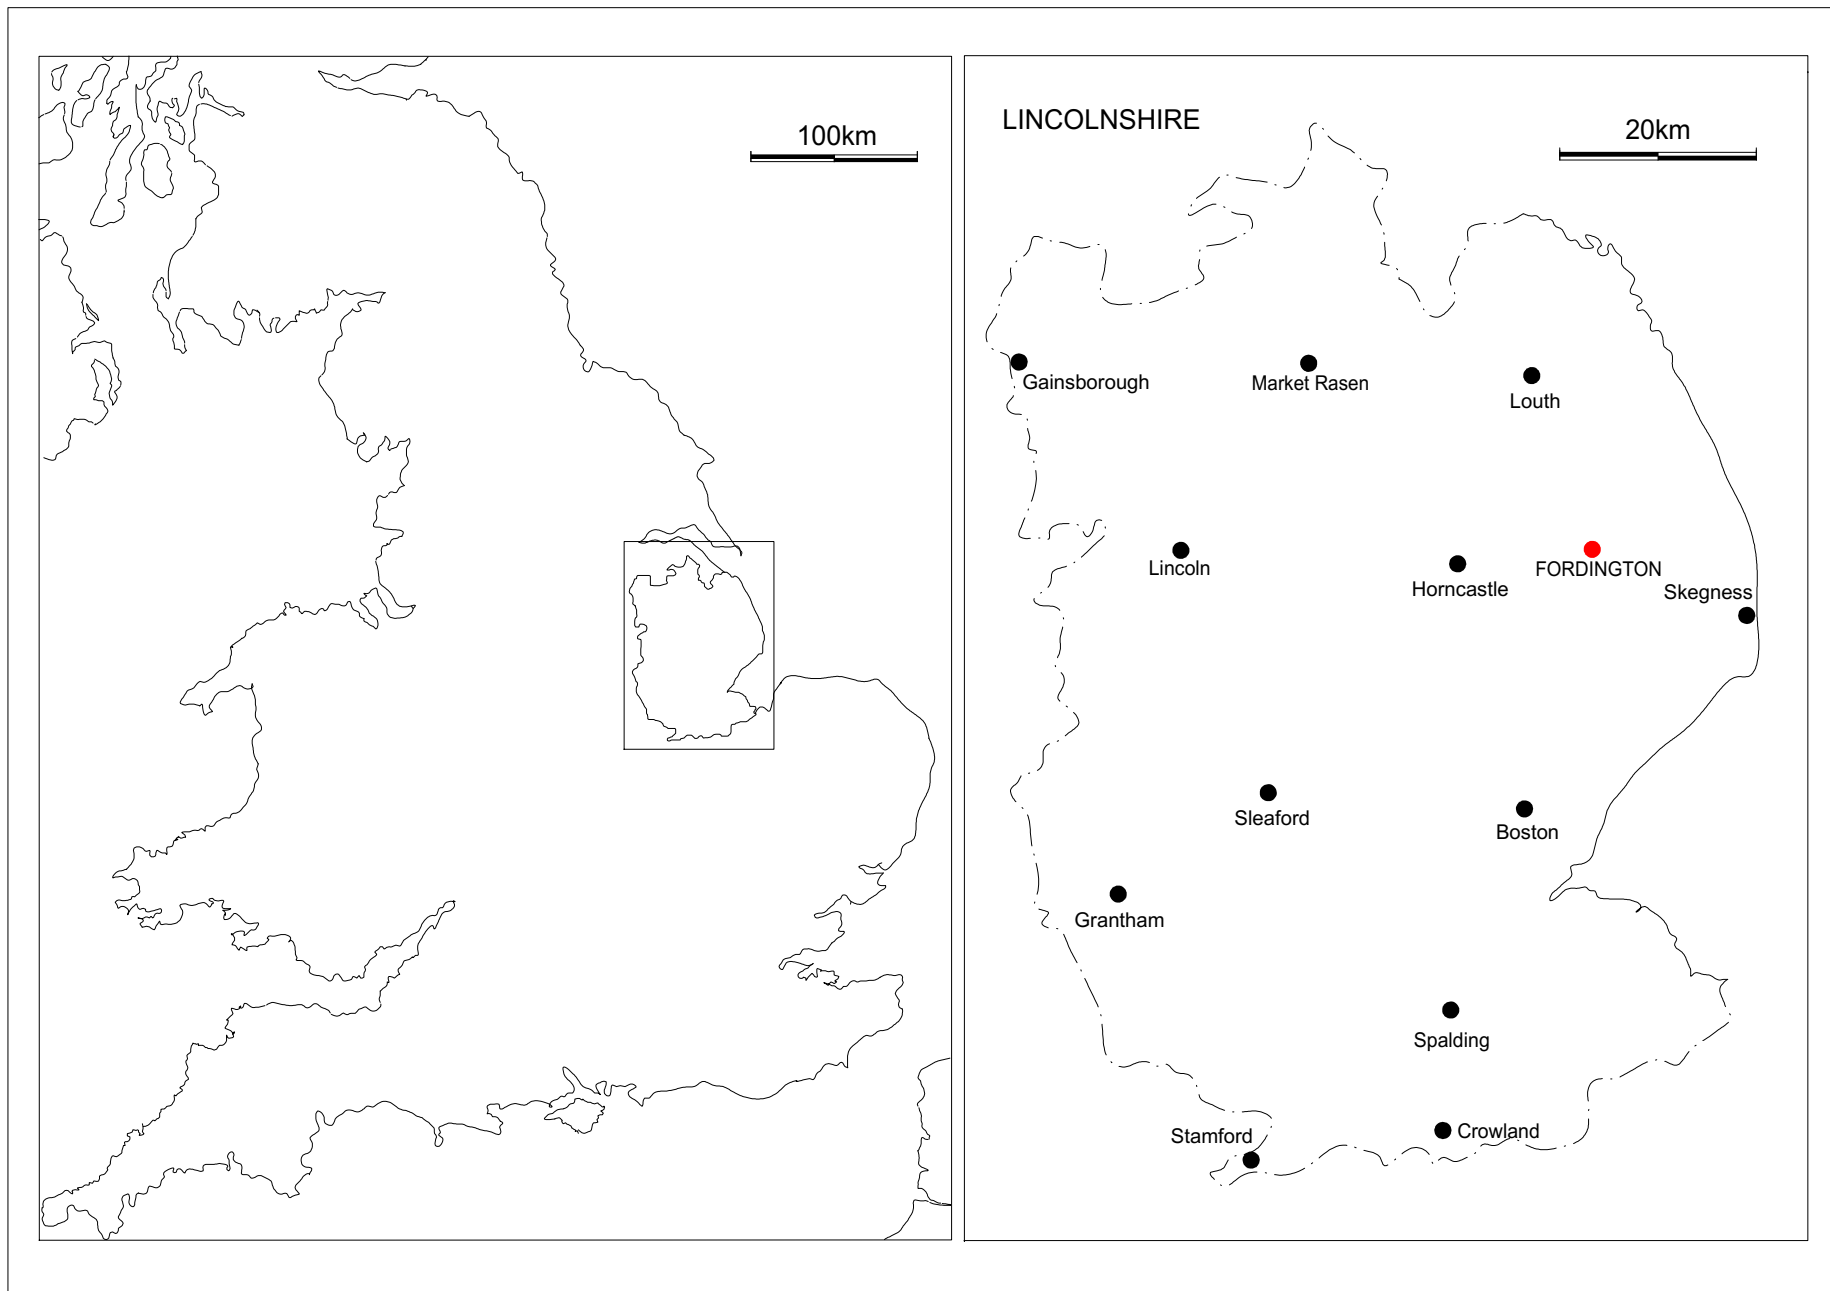 100km
LINCOLNSHIRE
20km
Gainsborough
Market Rasen
Louth
Lincoln
Horncastle
FORDINGTON
Skegness
Sleaford
Boston
Grantham
Spalding
Stamford
Crowland